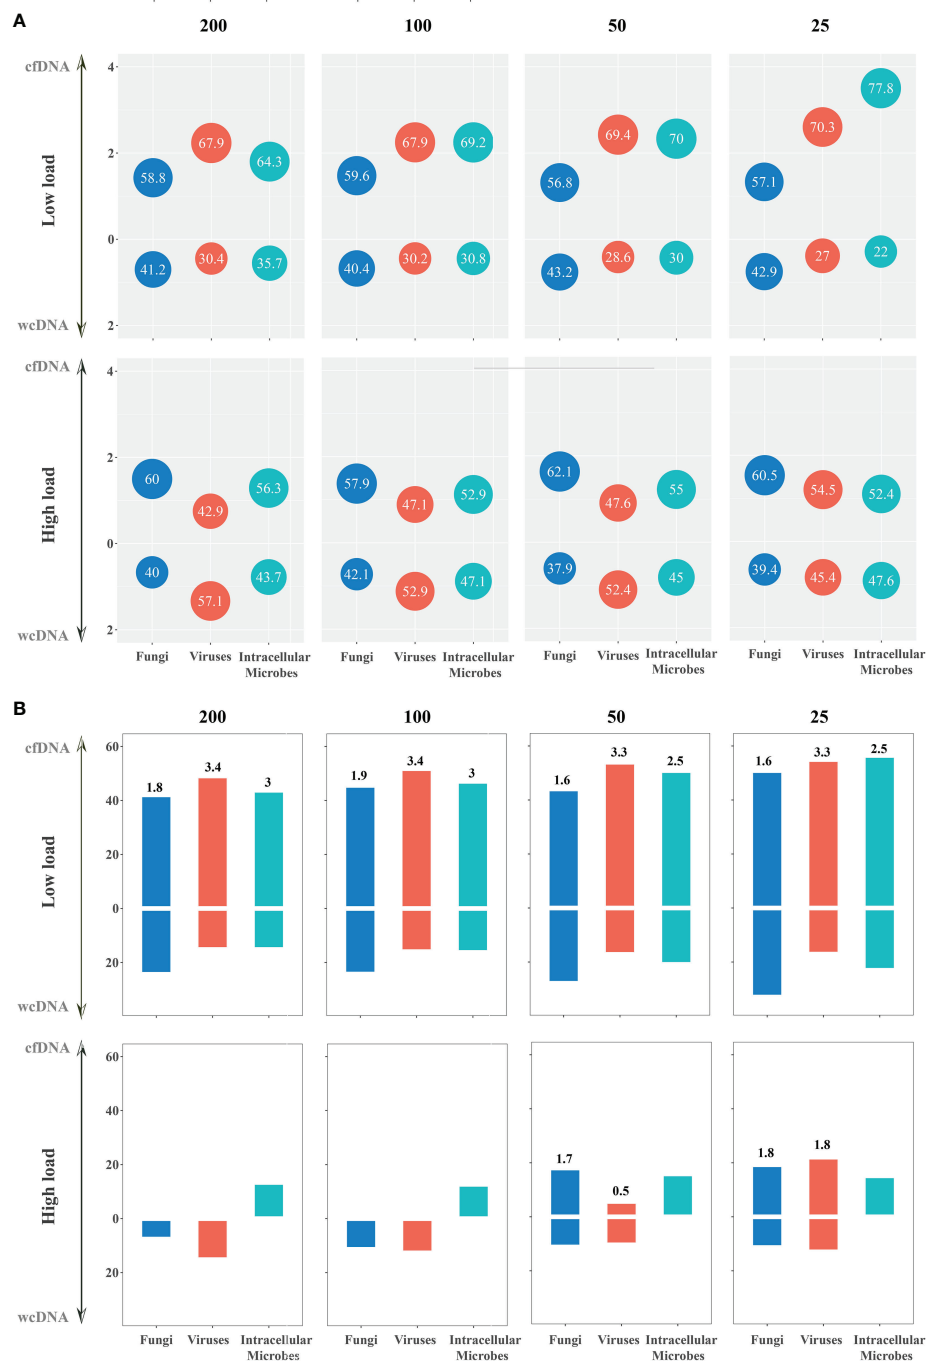 A
200 100 50 25
cfDNA
4
58.8 67.9 64.3 59.6 67.9 69.2 56.8 69.4 70 57.1 70.3 77.8
2
Low load
0
41.2 30.4 35.7 40.4 30.2 30.8 43.2 28.6 30 42.9 27 22
wcDNA
2
cfDNA
4
2
60 42.9 56.3 57.9 47.1 52.9 62.1 47.6 55 60.5 54.5 52.4
High load
0
40 57.1 43.7 42.1 52.9 47.1 37.9 52.4 45 39.4 45.4 47.6
wcDNA
2
Fungi Viruses Intracellular Fungi Viruses Intracellular Fungi Viruses Intracellular Fungi Viruses Intracellular
Microbes Microbes Microbes Microbes
B
200 100 50 25
cfDNA
60
1.8 3.4 3 1.9 3.4 3 1.6 3.3 2.5 1.6 3.3 2.5
40
20
Low load
0
20
wcDNA
cfDNA
60
40
20
1.7 0.5 1.8 1.8
High load
0
20
wcDNA
Fungi Viruses Intracellular Fungi Viruses Intracellular Fungi Viruses Intracellular Fungi Viruses Intracellular
Microbes Microbes Microbes Microbes